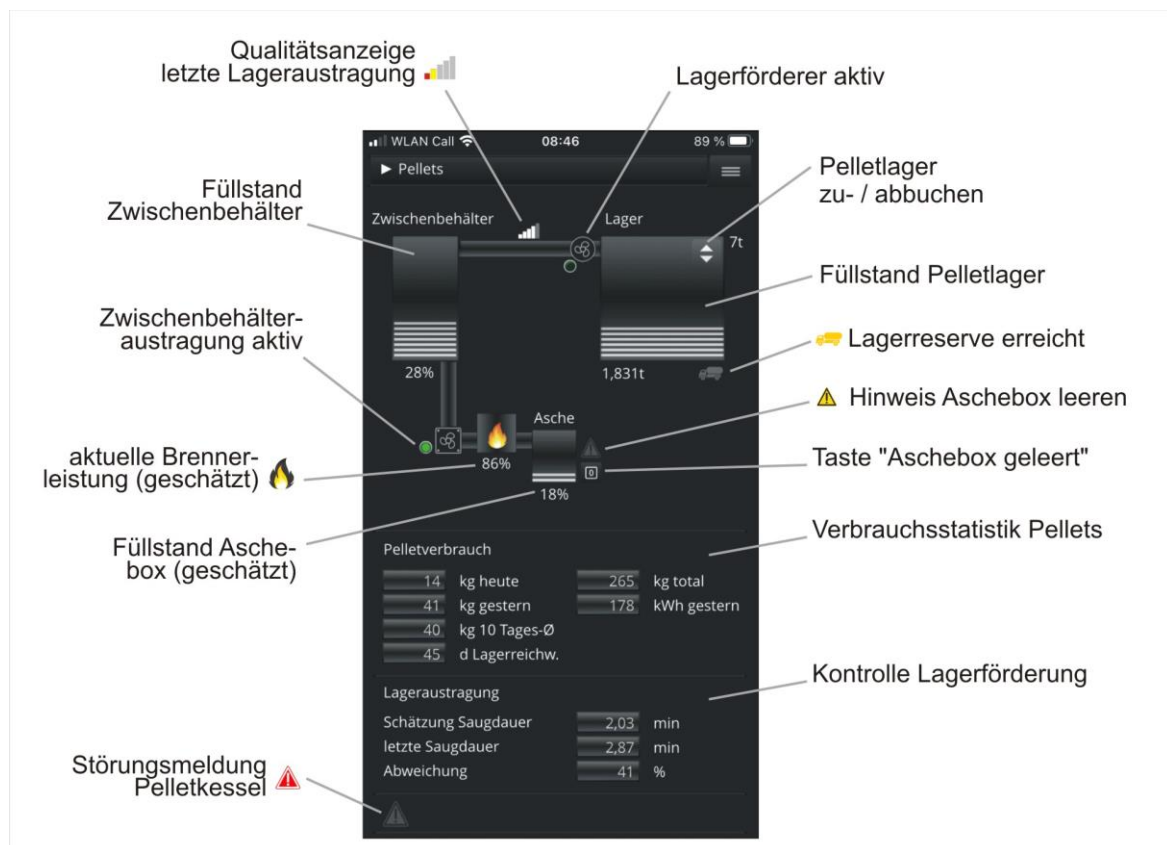 Qualitätsanzeige
letzte Lageraustragung
Lagerförderer aktiv
WLAN Call 08:46 89 %
► Pellets
Pelletlager
zu- / abbuchen
Füllstand
Zwischenbehälter
Zwischenbehälter
Lager
7t
Füllstand Pelletlager
Zwischenbehälter-
austragung aktiv
Lagerreserve erreicht
28%
1,831t
Hinweis Aschebox leeren
Asche
aktuelle Brenner-
leistung (geschätzt)
86%
0
Taste "Aschebox geleert"
18%
Füllstand Asche-
box (geschätzt)
Verbrauchsstatistik Pellets
Pelletverbrauch
14 kg heute 265 kg total
41 kg gestern 178 kWh gestern
40 kg 10 Tages-Ø
45 d Lagerreichw.
Kontrolle Lagerförderung
Lageraustragung
Schätzung Saugdauer 2,03 min
letzte Saugdauer 2,87 min
Abweichung 41 %
Störungsmeldung
Pelletkessel